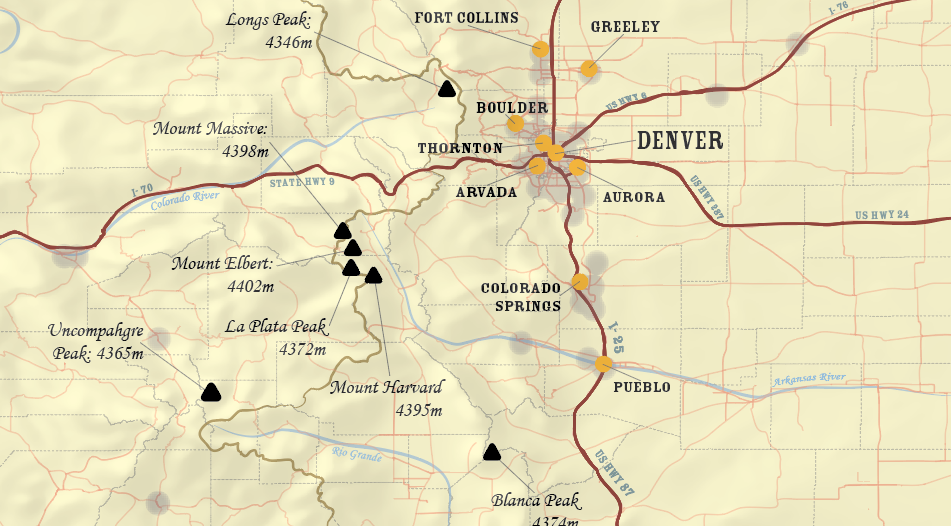 Longs Peak:
4346m
FORT COLLINS
GREELEY
I-76
US HWY 6
BOULDER
Mount Massive:
4398m
THORNTON
DENVER
ARVADA
AURORA
I-70
STATE HWY 9
Colorado River
US HWY 287
US HWY 24
Mount Elbert:
4402m
COLORADO
SPRINGS
La Plata Peak
4372m
Uncompahgre
Peak: 4365m
I-25
Mount Harvard
4395m
PUEBLO
Arkansas River
Rio Grande
US HWY 87
Blanca Peak
4374m